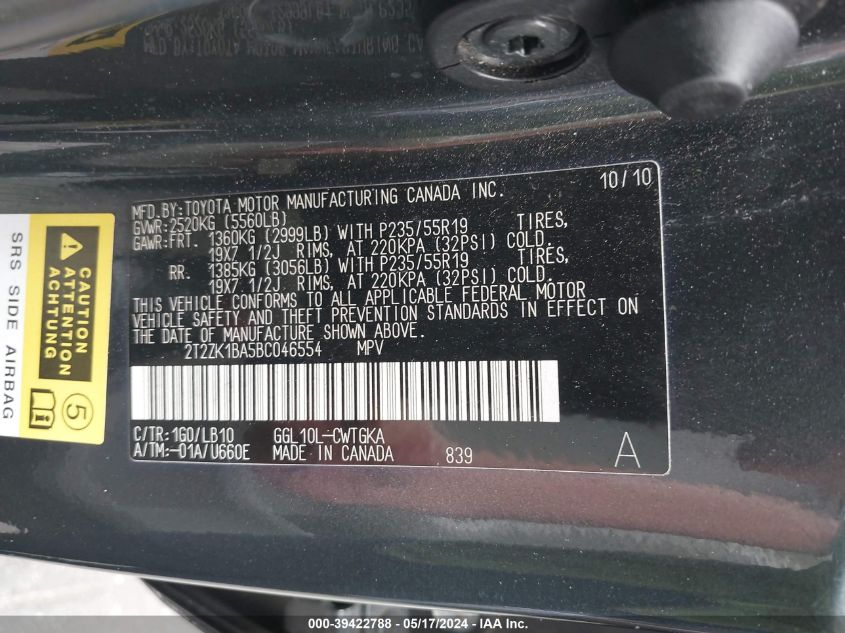 MFD.BY:TOYOTA MOTOR MANUFACTURING CANADA INC. 10/10
GVWR:2520KG (5560LB)
GAWR:FRT. 1360KG (2999LB) WITH P235/55R19 TIRES,
19X7 1/2J RIMS, AT 220KPA (32PSI) COLD.
RR. 1385KG (3056LB) WITH P235/55R19 TIRES,
19X7 1/2J RIMS, AT 220KPA (32PSI) COLD.
THIS VEHICLE CONFORMS TO ALL APPLICABLE FEDERAL MOTOR
VEHICLE SAFETY AND THEFT PREVENTION STANDARDS IN EFFECT ON
THE DATE OF MANUFACTURE SHOWN ABOVE.
2T2ZK1BA5BC046554 MPV
C/TR:1G0/LB10 GGL10L-CWTGKA
A/TM:-01A/U660E MADE IN CANADA 839 A
SRS SIDE AIRBAG
CAUTION
ATTENTION
ACHTUNG
5
000-39422788 - 05/17/2024 - IAA Inc.